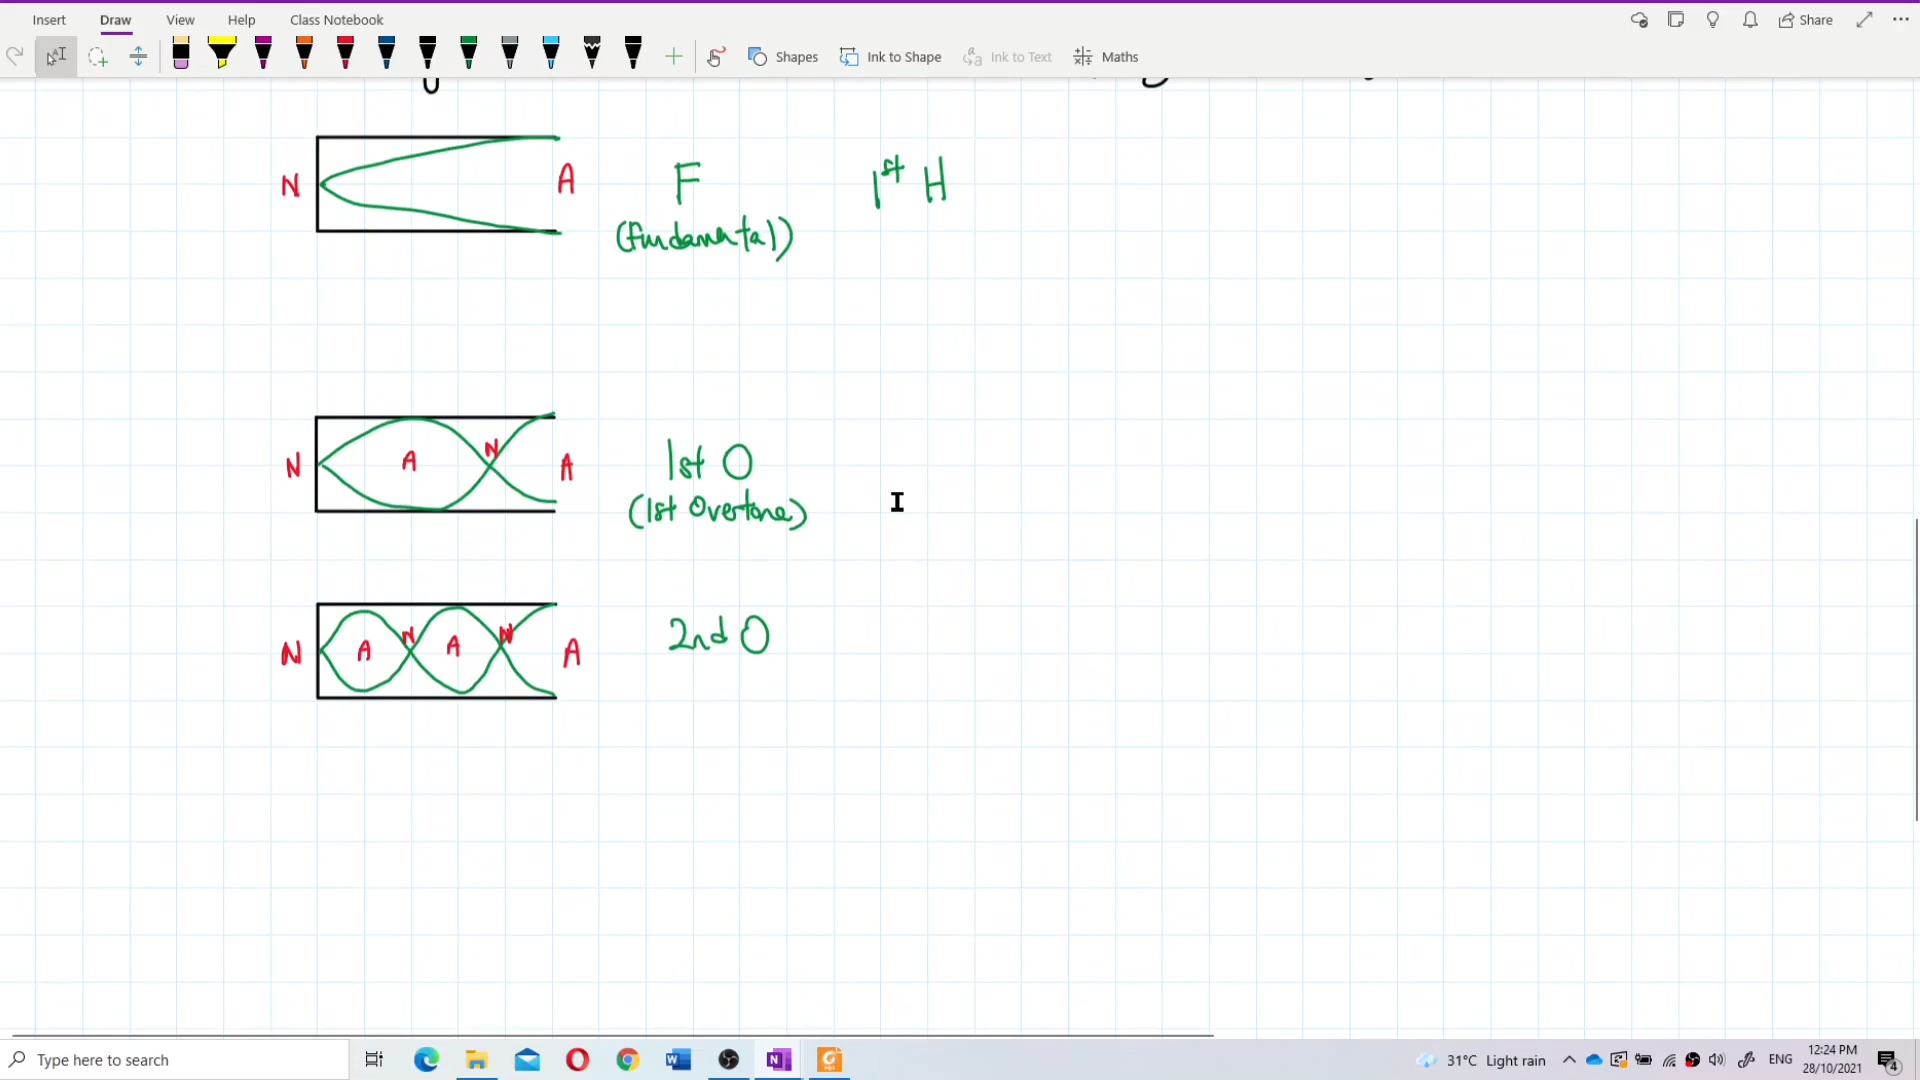 Insert Draw View Help Class Notebook Share
Shapes Ink to Shape Ink to Text Maths
N A F 1st H
(fundamental)
N A N A 1st O
(1st Overtone)
N A N A N A 2nd O
Type here to search 31°C Light rain ENG 12:24 PM
28/10/2021 4